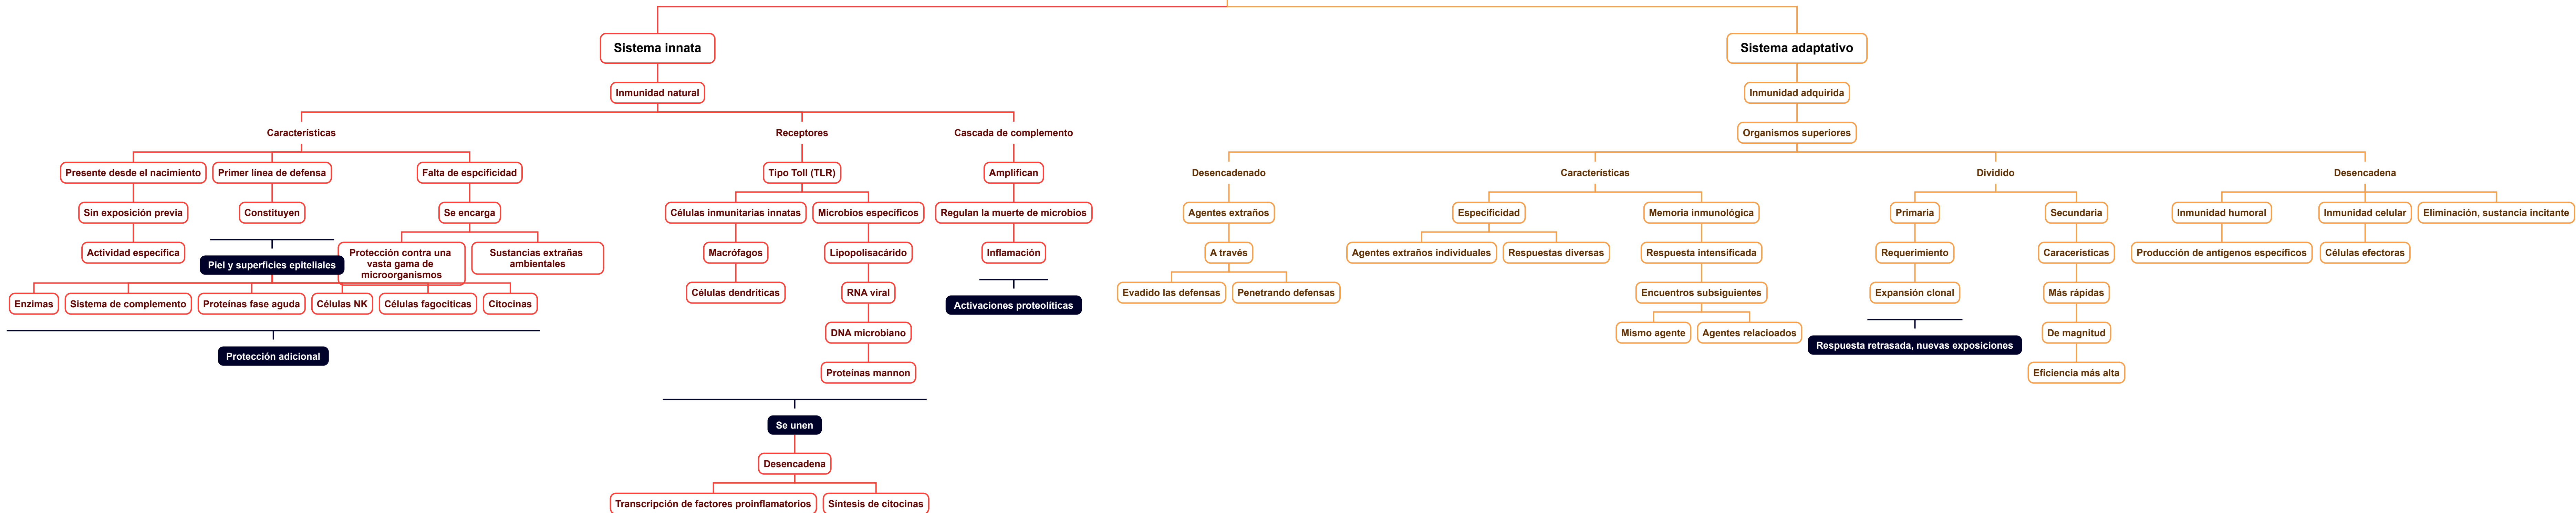 Sistema innata
Sistema adaptativo
Inmunidad natural
Inmunidad adquirida
Características
Receptores
Cascada de complemento
Organismos superiores
Presente desde el nacimiento
Primer línea de defensa
Falta de espcificidad
Tipo Toll (TLR)
Amplifican
Desencadenado
Características
Dividido
Desencadena
Sin exposición previa
Constituyen
Se encarga
Células inmunitarias innatas
Microbios específicos
Regulan la muerte de microbios
Agentes extraños
Especificidad
Memoria inmunológica
Primaria
Secundaria
Inmunidad humoral
Inmunidad celular
Eliminación, sustancia incitante
Actividad especifica
Piel y superficies epiteliales
Protección contra una
vasta gama de
microorganismos
Sustancias extrañas
ambientales
Macrófagos
Lipopolisacárido
Inflamación
A través
Agentes extraños individuales
Respuestas diversas
Respuesta intensificada
Requerimiento
Caracerísticas
Producción de antígenos específicos
Células efectoras
Enzimas
Sistema de complemento
Proteínas fase aguda
Células NK
Células fagocíticas
Citocinas
Células dendríticas
RNA viral
Activaciones proteolíticas
Evadido las defensas
Penetrando defensas
Encuentros subsiguientes
Expansión clonal
Más rápidas
DNA microbiano
Mismo agente
Agentes relacioados
Respuesta retrasada, nuevas exposiciones
De magnitud
Protección adicional
Proteínas mannon
Eficiencia más alta
Se unen
Desencadena
Transcripción de factores proinflamatorios
Síntesis de citocinas